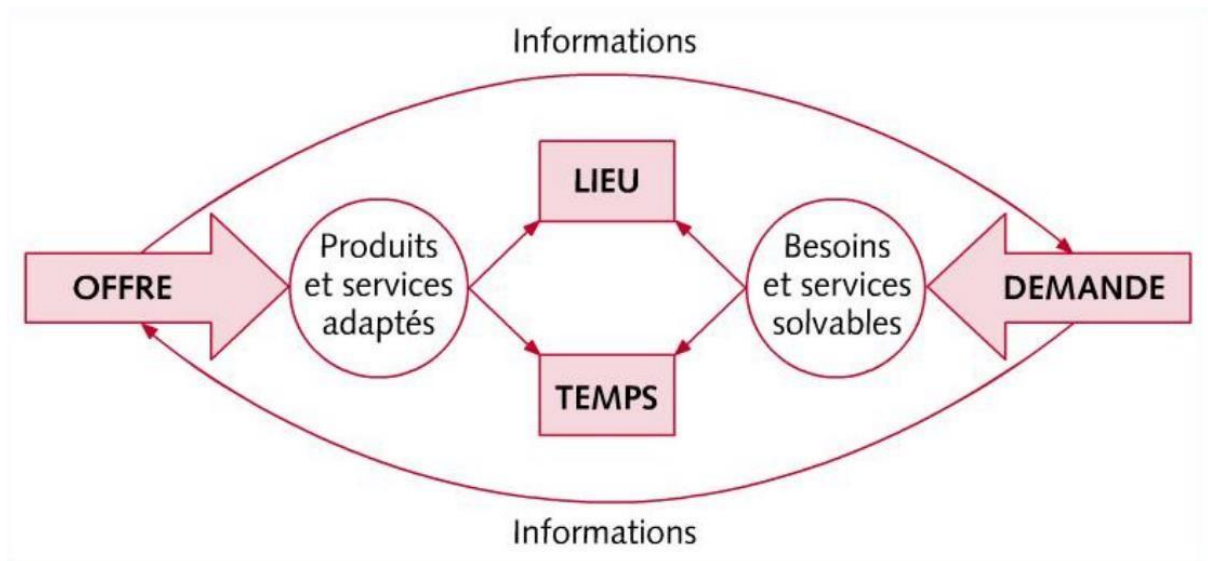 Informations
LIEU
OFFRE
Produits
et services
adaptés
Besoins
et services
solvables
DEMANDE
TEMPS
Informations